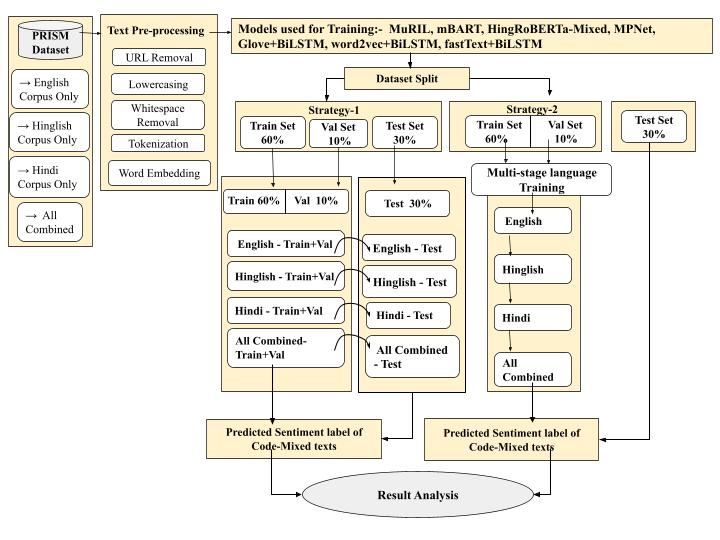 PRISM
Dataset
→ English
Corpus Only
→ Hinglish
Corpus Only
→ Hindi
Corpus Only
→ All
Combined
Text Pre-processing
URL Removal
Lowercasing
Whitespace
Removal
Tokenization
Word Embedding
Models used for Training:- MuRIL, mBART, HingRoBERTa-Mixed, MPNet,
Glove+BiLSTM, word2vec+BiLSTM, fastText+BiLSTM
Dataset Split
Strategy-1
Train Set
60%
Val Set
10%
Test Set
30%
Strategy-2
Train Set
60%
Val Set
10%
Test Set
30%
Train 60%
Val 10%
English - Train+Val
Hinglish - Train+Val
Hindi - Train+Val
All Combined-
Train+Val
Test 30%
English - Test
Hinglish - Test
Hindi - Test
All Combined
- Test
Multi-stage language
Training
English
Hinglish
Hindi
All
Combined
Predicted Sentiment label of
Code-Mixed texts
Predicted Sentiment label of
Code-Mixed texts
Result Analysis